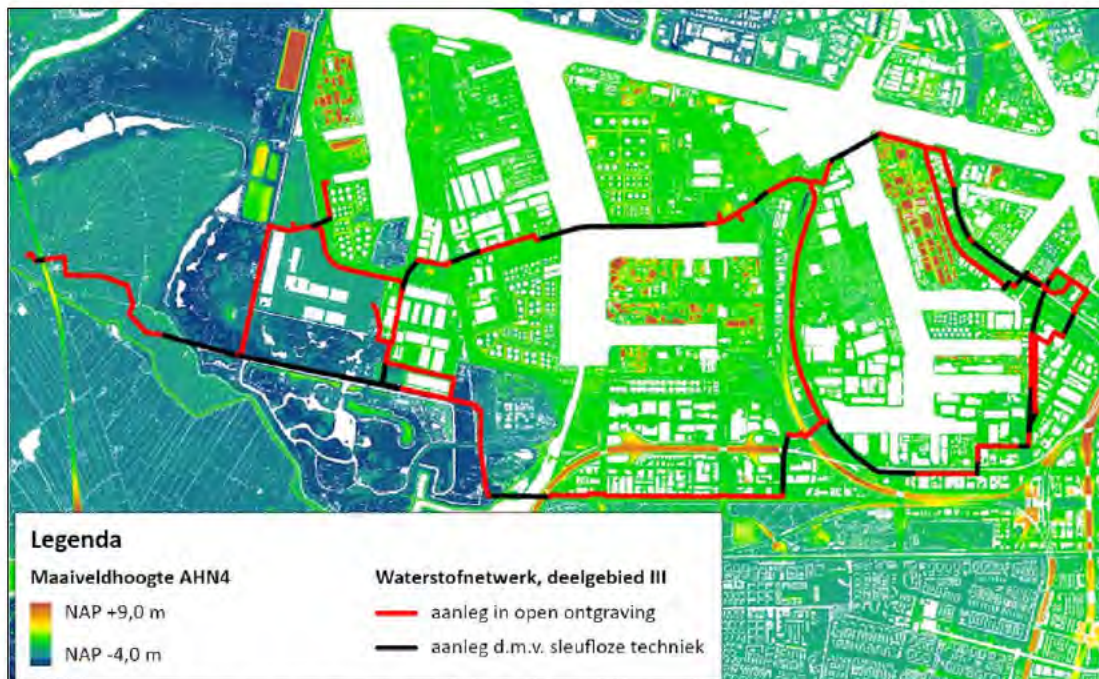 Legenda
Maaiveldhoogte AHN4
NAP +9,0 m
NAP -4,0 m
Waterstofnetwerk, deelgebied III
aanleg in open ontgraving
aanleg d.m.v. sleufloze techniek